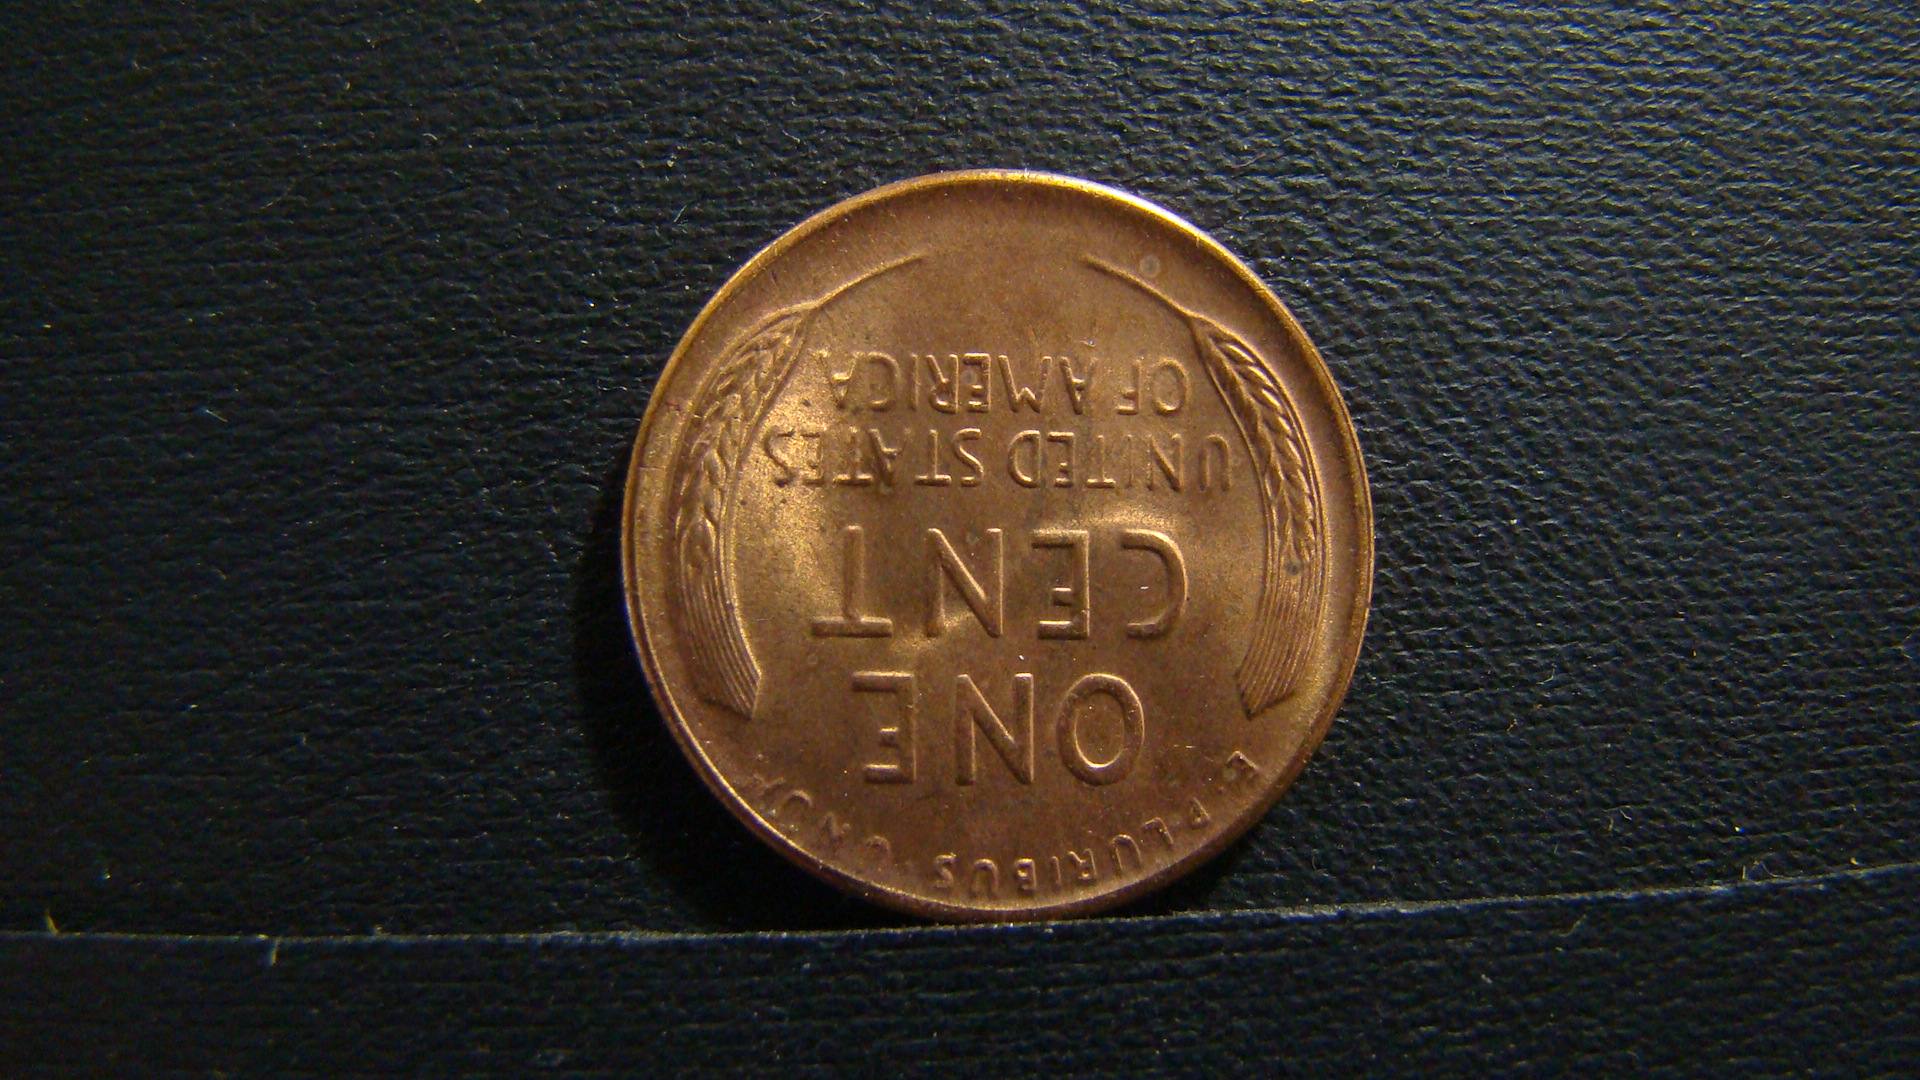 E·PLURIBUS·UNUM
ONE
CENT
UNITED STATES
OF AMERICA